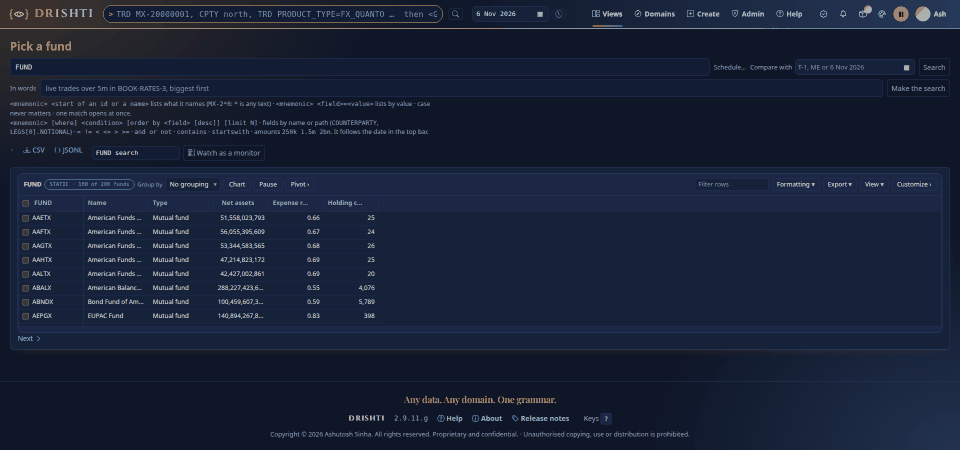 DRISHTI
> TRD MX-20000001, CPTY north, TRD PRODUCT_TYPE=FX_QUANTO … then <G
6 Nov 2026
Views
Domains
Create
Admin
Help
Ash
Pick a fund
FUND
Schedule...
Compare with
T-1, ME or 6 Nov 2026
Search
In words
live trades over 5m in BOOK-RATES-3, biggest first
Make the search
<mnemonic> <start of an id or a name> lists what it names (MX-2*0: * is any text) · <mnemonic> <field>=<value> lists by value · case
never matters · one match opens at once.
<mnemonic> [where] <condition> [order by <field> [desc]] [limit N] · fields by name or path (COUNTERPARTY,
LEGS[0].NOTIONAL) · = != < <= > >= · and or not · contains · startswith · amounts 250k 1.5m 2bn. It follows the date in the top bac
CSV
JSONL
FUND search
Watch as a monitor
FUND
STATIC · 100 of 200 funds
Group by
No grouping
Chart
Pause
Pivot ›
Filter rows
Formatting ▾
Export ▾
View ▾
Customize ›
FUND Name Type Net assets Expense r... Holding c...
AAETX American Funds ... Mutual fund 51,558,023,793 0.66 25
AAFTX American Funds ... Mutual fund 56,055,395,609 0.67 24
AAGTX American Funds ... Mutual fund 53,344,583,565 0.68 26
AAHTX American Funds ... Mutual fund 47,214,823,172 0.69 25
AALTX American Funds ... Mutual fund 42,427,002,861 0.69 20
ABALX American Balanc... Mutual fund 288,227,423,6... 0.55 4,076
ABNDX Bond Fund of Am... Mutual fund 100,459,607,3... 0.59 5,789
AEPGX EUPAC Fund Mutual fund 140,894,267,8... 0.83 398
Next ›
Any data. Any domain. One grammar.
DRISHTI 2.9.11.g Help About Release notes Keys ?
Copyright © 2026 Ashutosh Sinha. All rights reserved. Proprietary and confidential. · Unauthorised copying, use or distribution is prohibited.